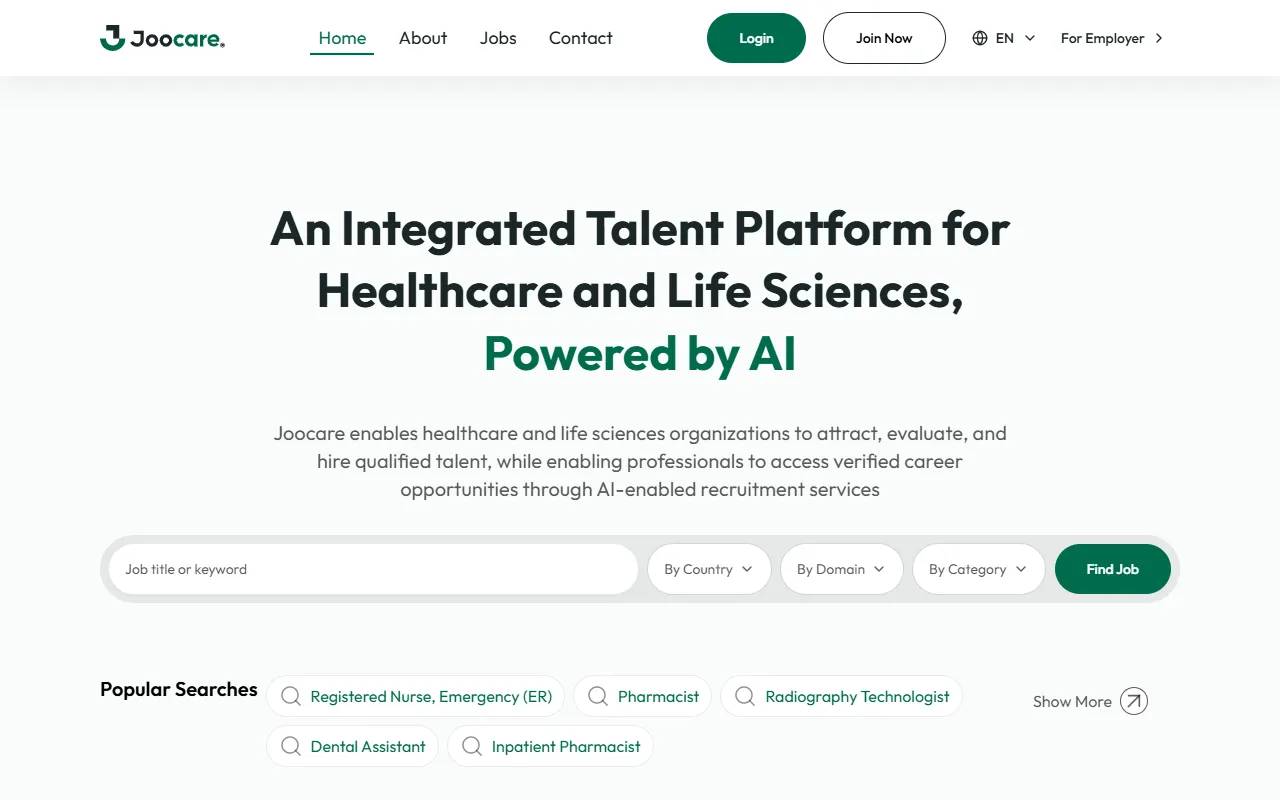 Joocare
Home
About
Jobs
Contact
Login
Join Now
EN
For Employer
An Integrated Talent Platform for
Healthcare and Life Sciences,
Powered by AI
Joocare enables healthcare and life sciences organizations to attract, evaluate, and
hire qualified talent, while enabling professionals to access verified career
opportunities through AI-enabled recruitment services
Job title or keyword
By Country
By Domain
By Category
Find Job
Popular Searches
Registered Nurse, Emergency (ER)
Pharmacist
Radiography Technologist
Show More
Dental Assistant
Inpatient Pharmacist